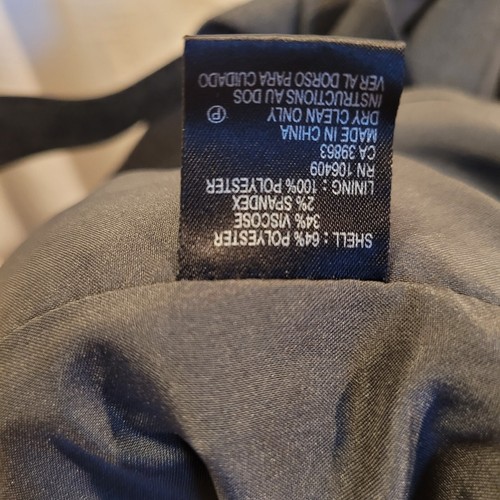 SHELL : 64% POLYESTER
34% VISCOSE
2% SPANDEX
LINING : 100% POLYESTER
RN 106409
CA 39863
MADE IN CHINA
DRY CLEAN ONLY
P
INSTRUCTIONS AU DOS
VER AL DORSO PARA CUIDADO